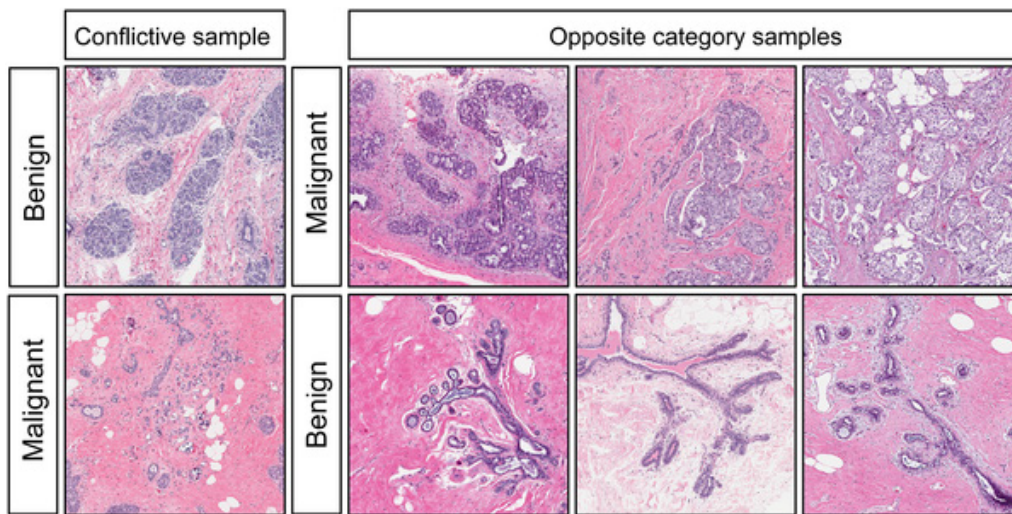 Conflictive sample
Opposite category samples
Benign
Malignant
Malignant
Benign